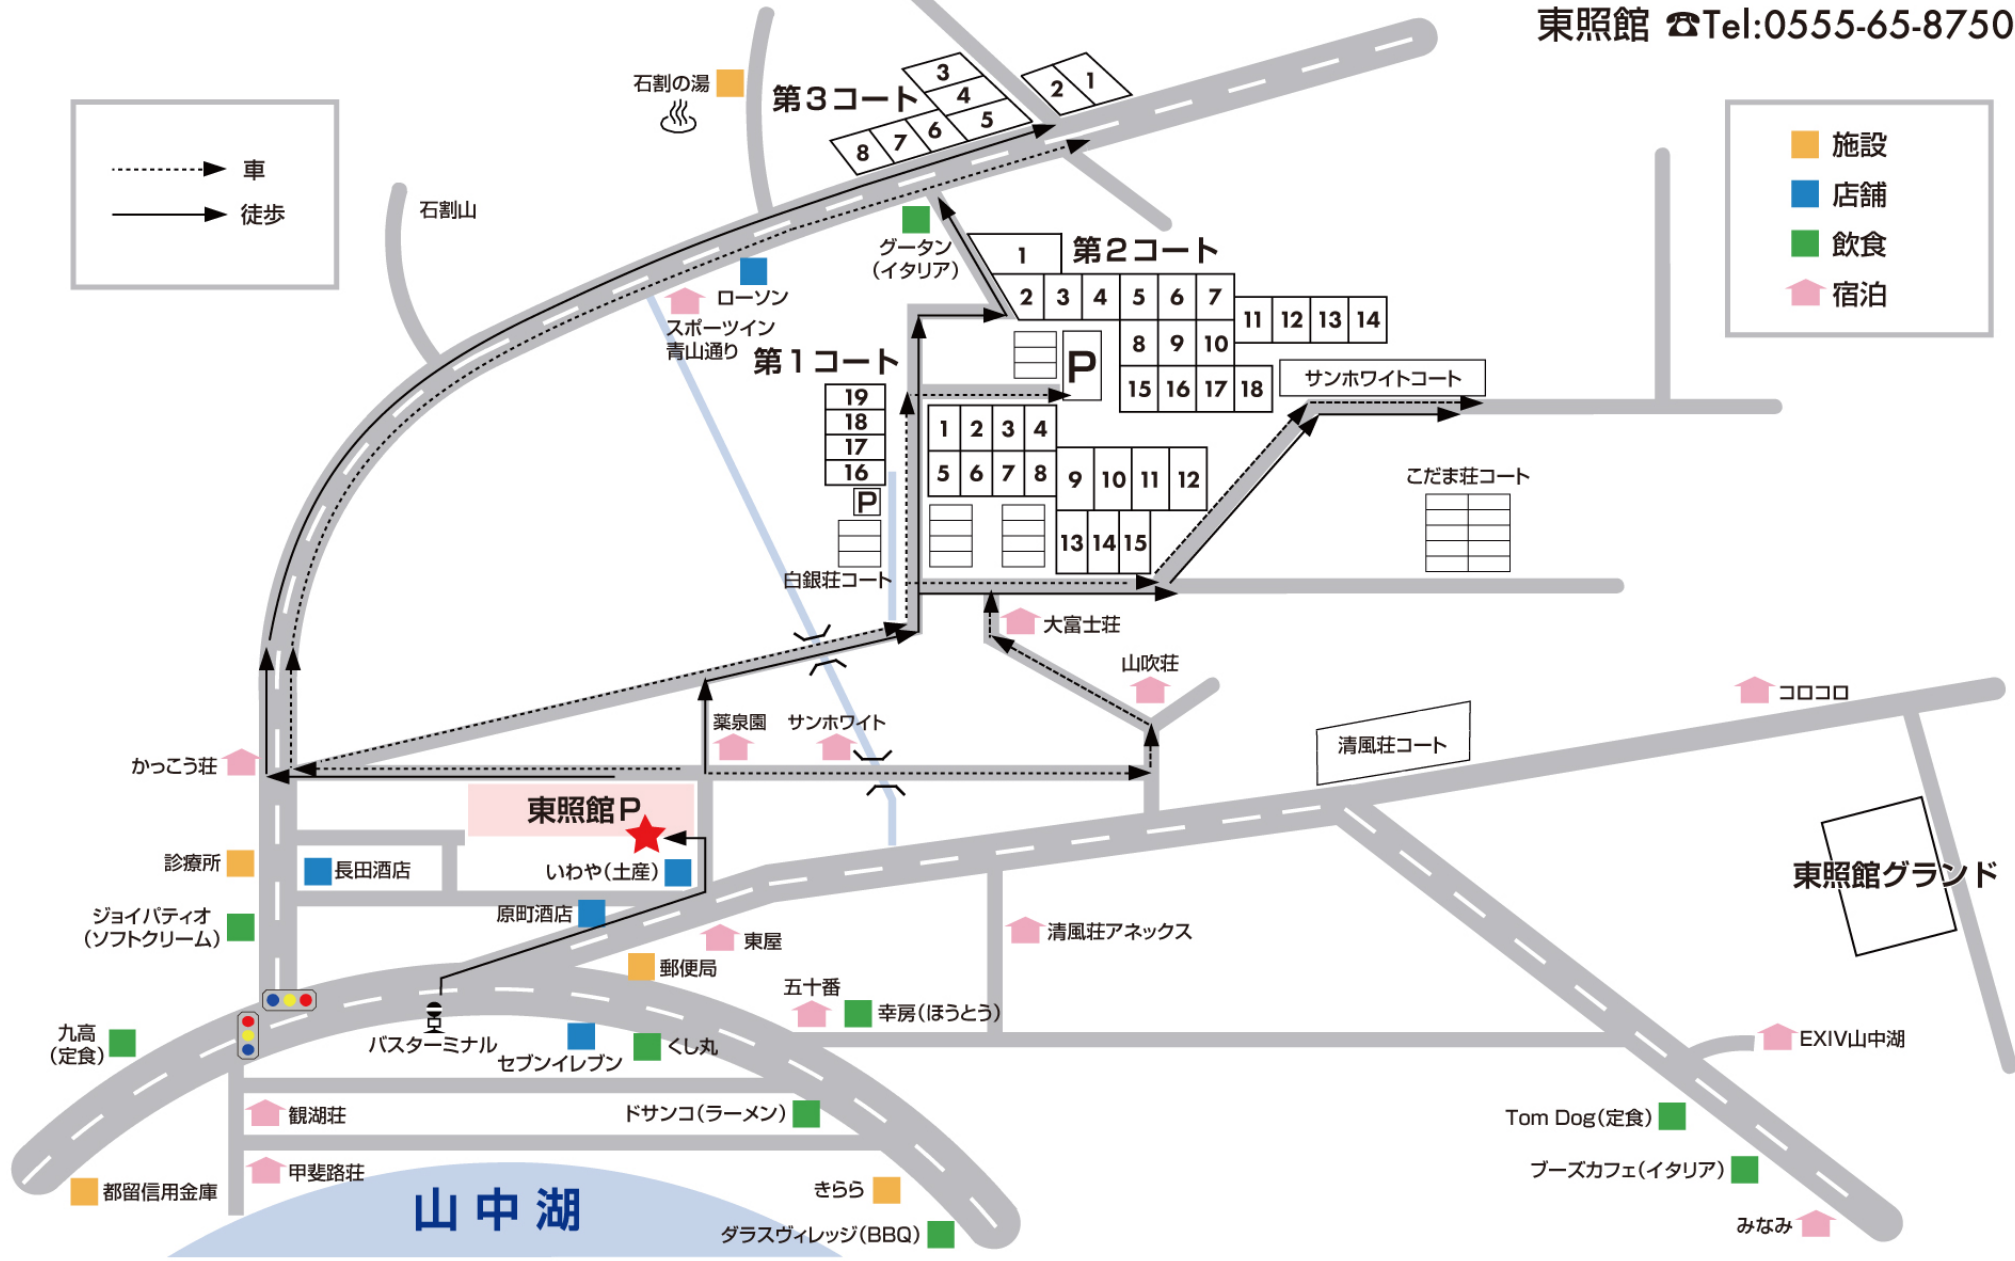 東照館 ☎Tel:0555-65-8750
車
徒歩
施設
店舗
飲食
宿泊
石割の湯
第3コート
3
4
5
6
7
8
2
1
石割山
グータン
(イタリア)
ローソン
スポーツイン
青山通り
第2コート
1
2 3 4 5 6 7
11 12 13 14
8 9 10
15 16 17 18
P
サンホワイトコート
第1コート
19
18
17
16
P
1 2 3 4
5 6 7 8
9 10 11 12
13 14 15
こだま荘コート
白銀荘コート
大富士荘
山吹荘
コロコロ
薬泉園
サンホワイト
清風荘コート
かっこう荘
東照館P
診療所
長田酒店
いわや(土産)
東照館グランド
原町酒店
ジョイパティオ
(ソフトクリーム)
東屋
清風荘アネックス
郵便局
五十番
幸房(ほうとう)
九高
(定食)
バスターミナル
セブンイレブン
くし丸
EXIV山中湖
観湖荘
ドサンコ(ラーメン)
Tom Dog(定食)
甲斐路荘
ブーズカフェ(イタリア)
都留信用金庫
山中湖
きらら
ダラスヴィレッジ(BBQ)
みなみ